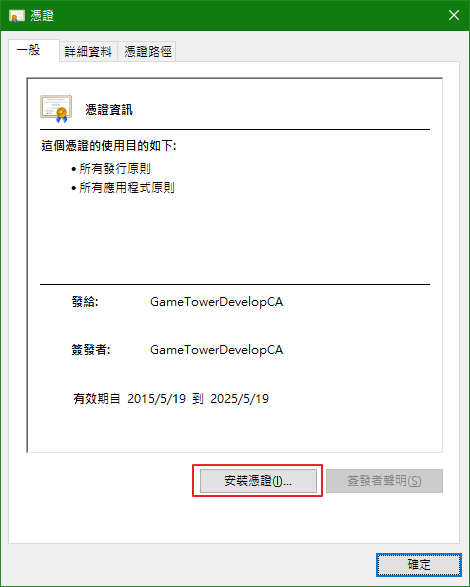 憑證
一般 詳細資料 憑證路徑
憑證資訊
這個憑證的使用目的如下:
• 所有發行原則
• 所有應用程式原則
發給: GameTowerDevelopCA
簽發者: GameTowerDevelopCA
有效期自 2015/5/19 到 2025/5/19
安裝憑證(I)... 簽發者聲明(S)
確定